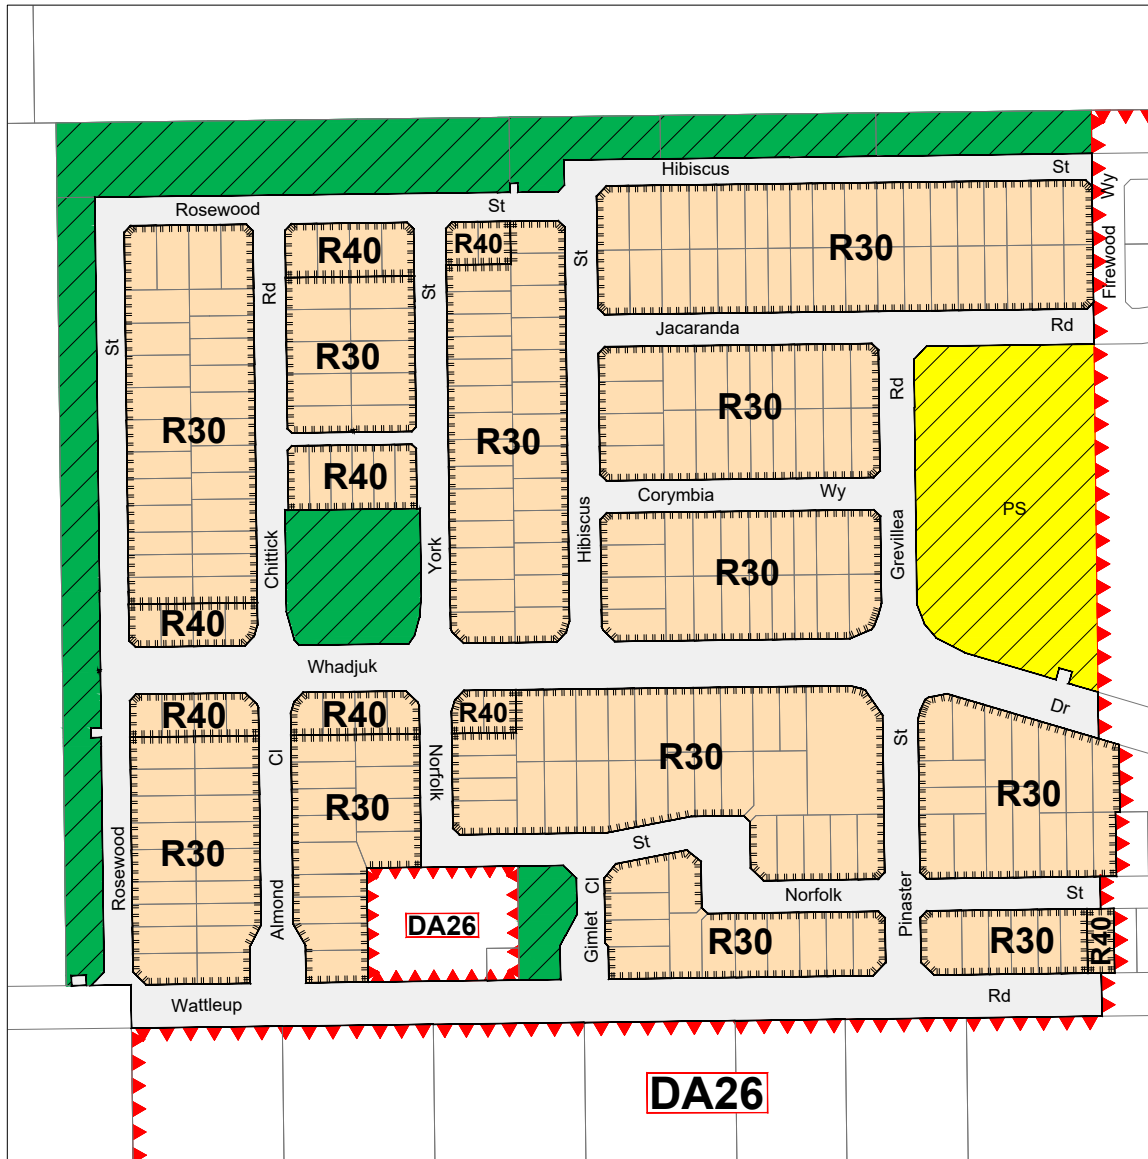 Hibiscus St
Rosewood St
Wy
R40 R40
R30
St
Rd
St
Firewood
Jacaranda Rd
St
R30
Rd
R30
R30
R30
R40
Corymbia Wy
PS
Hibiscus
Grevillea
Chittick
York
R30
R40
Whadjuk
Dr
R40 R40 R40
St
Cl
R30
Norfolk
R30
R30
St
R30
Rosewood
Cl
Norfolk
St
Almond
Pinaster
DA26
Gimlet
R30
R30
R40
Wattleup Rd
DA26